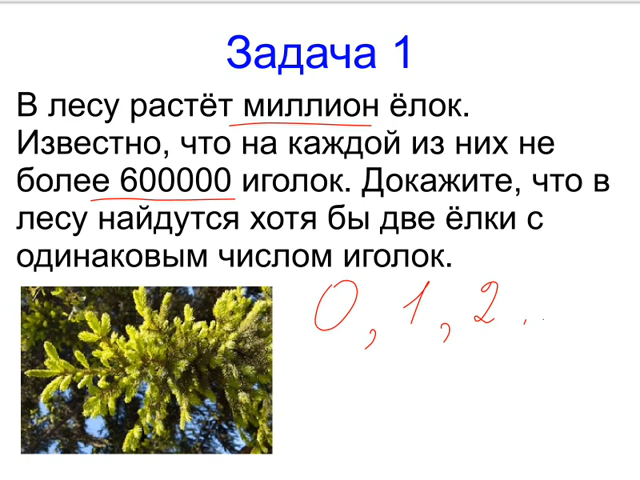 Задача 1
В лесу растёт миллион ёлок.
Известно, что на каждой из них не
более 600000 иголок. Докажите, что в
лесу найдутся хотя бы две ёлки с
одинаковым числом иголок.
0, 1, 2 ...